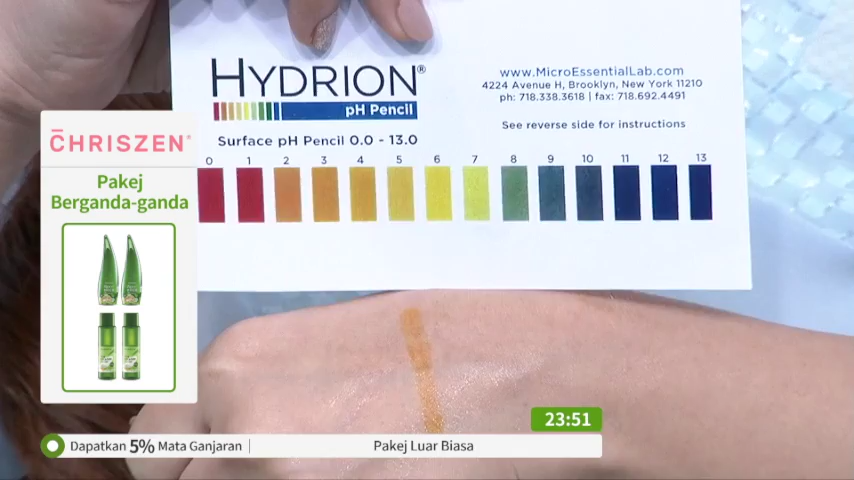 HYDRION®
pH Pencil
Surface pH Pencil 0.0 - 13.0
www.MicroEssentialLab.com
4224 Avenue H, Brooklyn, New York 11210
ph: 718.338.3618 | fax: 718.692.4491
See reverse side for instructions
0 1 2 3 4 5 6 7 8 9 10 11 12 13
CHRISZEN®
Pakej
Berganda-ganda
23:51
Dapatkan 5% Mata Ganjaran | Pakej Luar Biasa